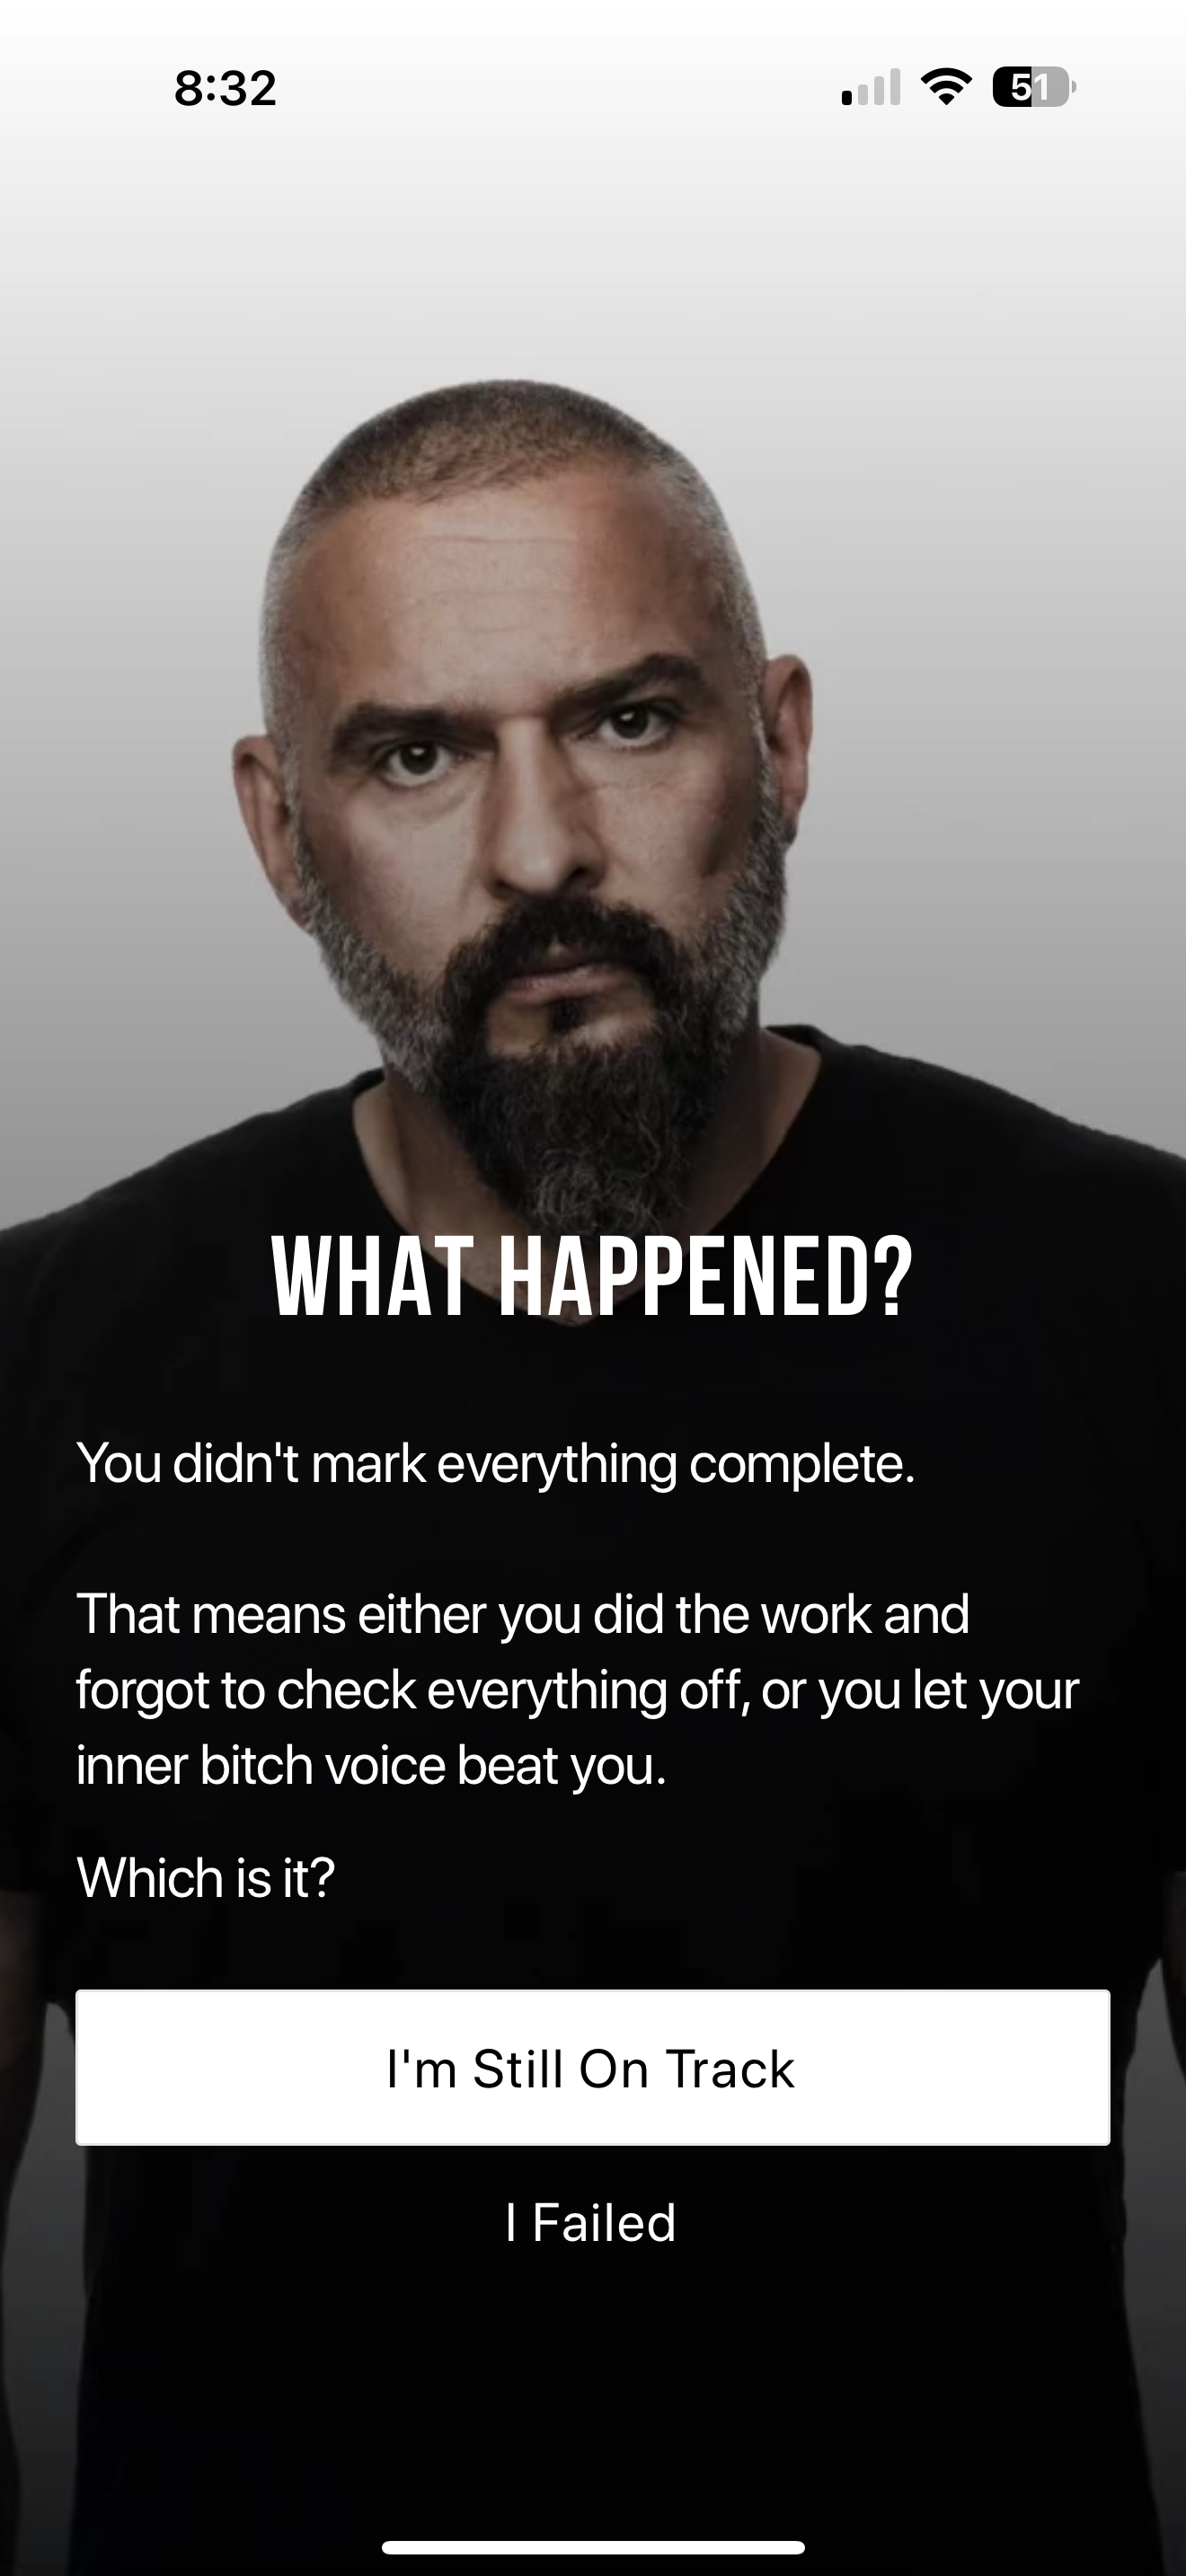 8:32
51
WHAT HAPPENED?
You didn't mark everything complete.
That means either you did the work and
forgot to check everything off, or you let your
inner bitch voice beat you.
Which is it?
I'm Still On Track
I Failed